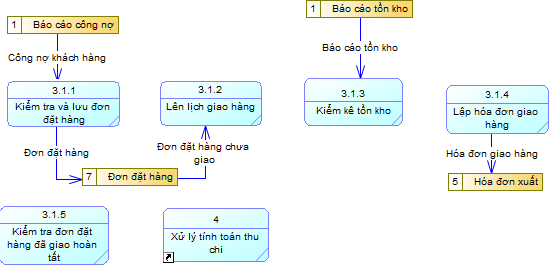 1 Báo cáo công nợ
Công nợ khách hàng
3.1.1
Kiểm tra và lưu đơn
đặt hàng
Đơn đặt hàng
7 Đơn đặt hàng
Đơn đặt hàng chưa
giao
3.1.2
Lên lịch giao hàng
1 Báo cáo tồn kho
Báo cáo tồn kho
3.1.3
Kiểm kê tồn kho
3.1.4
Lập hóa đơn giao
hàng
Hóa đơn giao hàng
5 Hóa đơn xuất
3.1.5
Kiểm tra đơn đặt
hàng đã giao hoàn
tất
4
Xử lý tính toán thu
chi